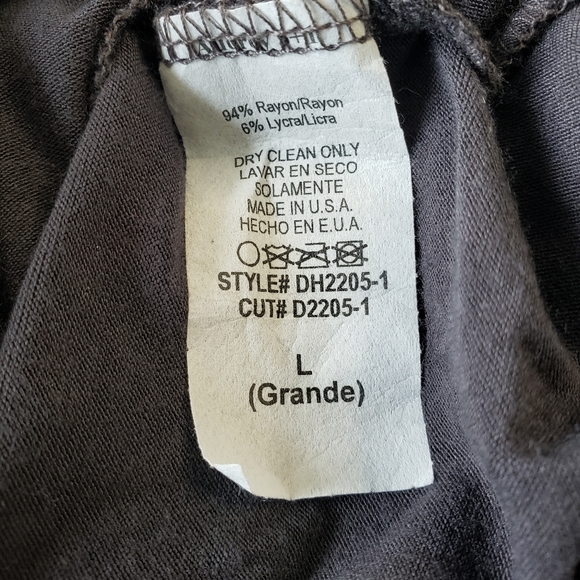 94% Rayon/Rayon
6% Lycra/Licra
DRY CLEAN ONLY
LAVAR EN SECO
SOLAMENTE
MADE IN U.S.A.
HECHO EN E.U.A.
STYLE# DH2205-1
CUT# D2205-1
L
(Grande)